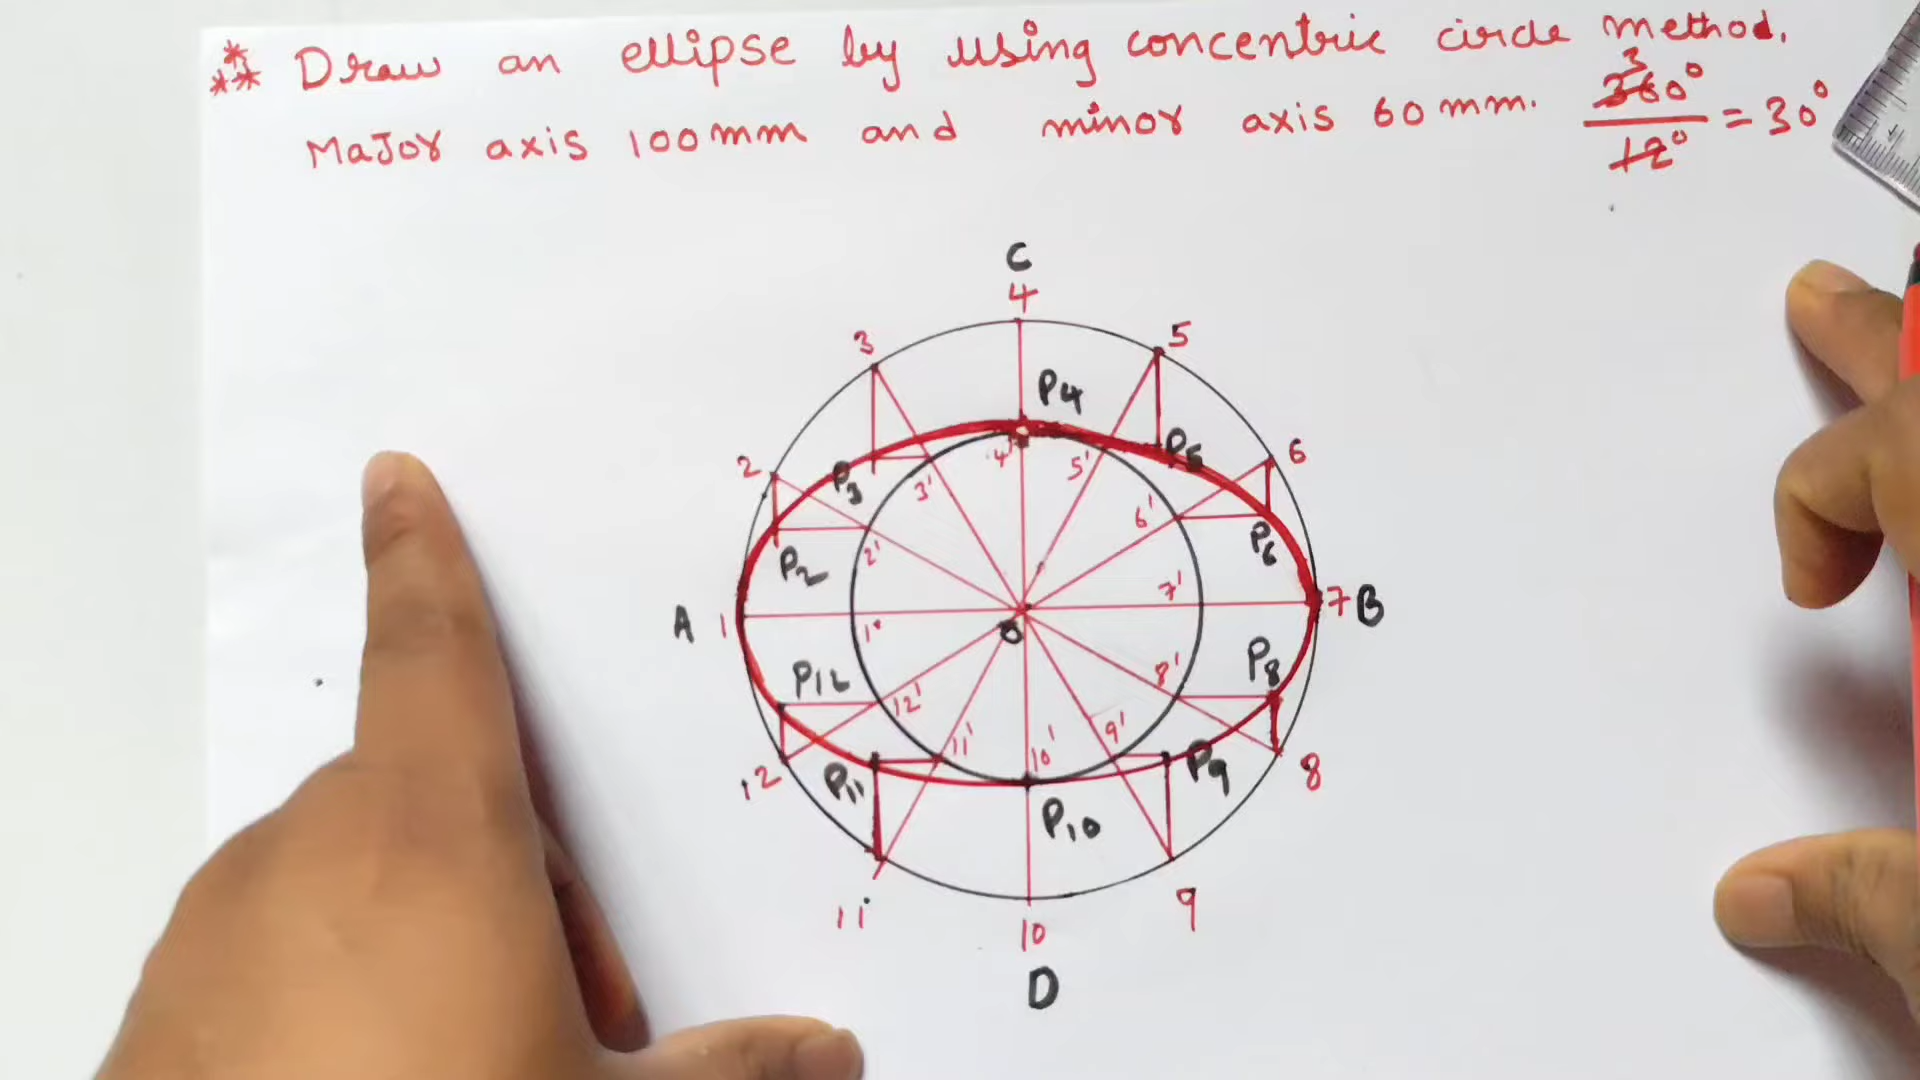 *** Draw an ellipse by using concentric circle method.
Major axis 100mm and minor axis 60mm.
3
360° / 12° = 30°
C
4
3
5
P4
2
P3
4'
5'
P5
6
3'
6'
P2
2'
P6
7'
A 1
1'
O
7 B
P12
8'
P8
12'
11'
10'
9'
12
P11
P9
8
P10
11
10
9
D